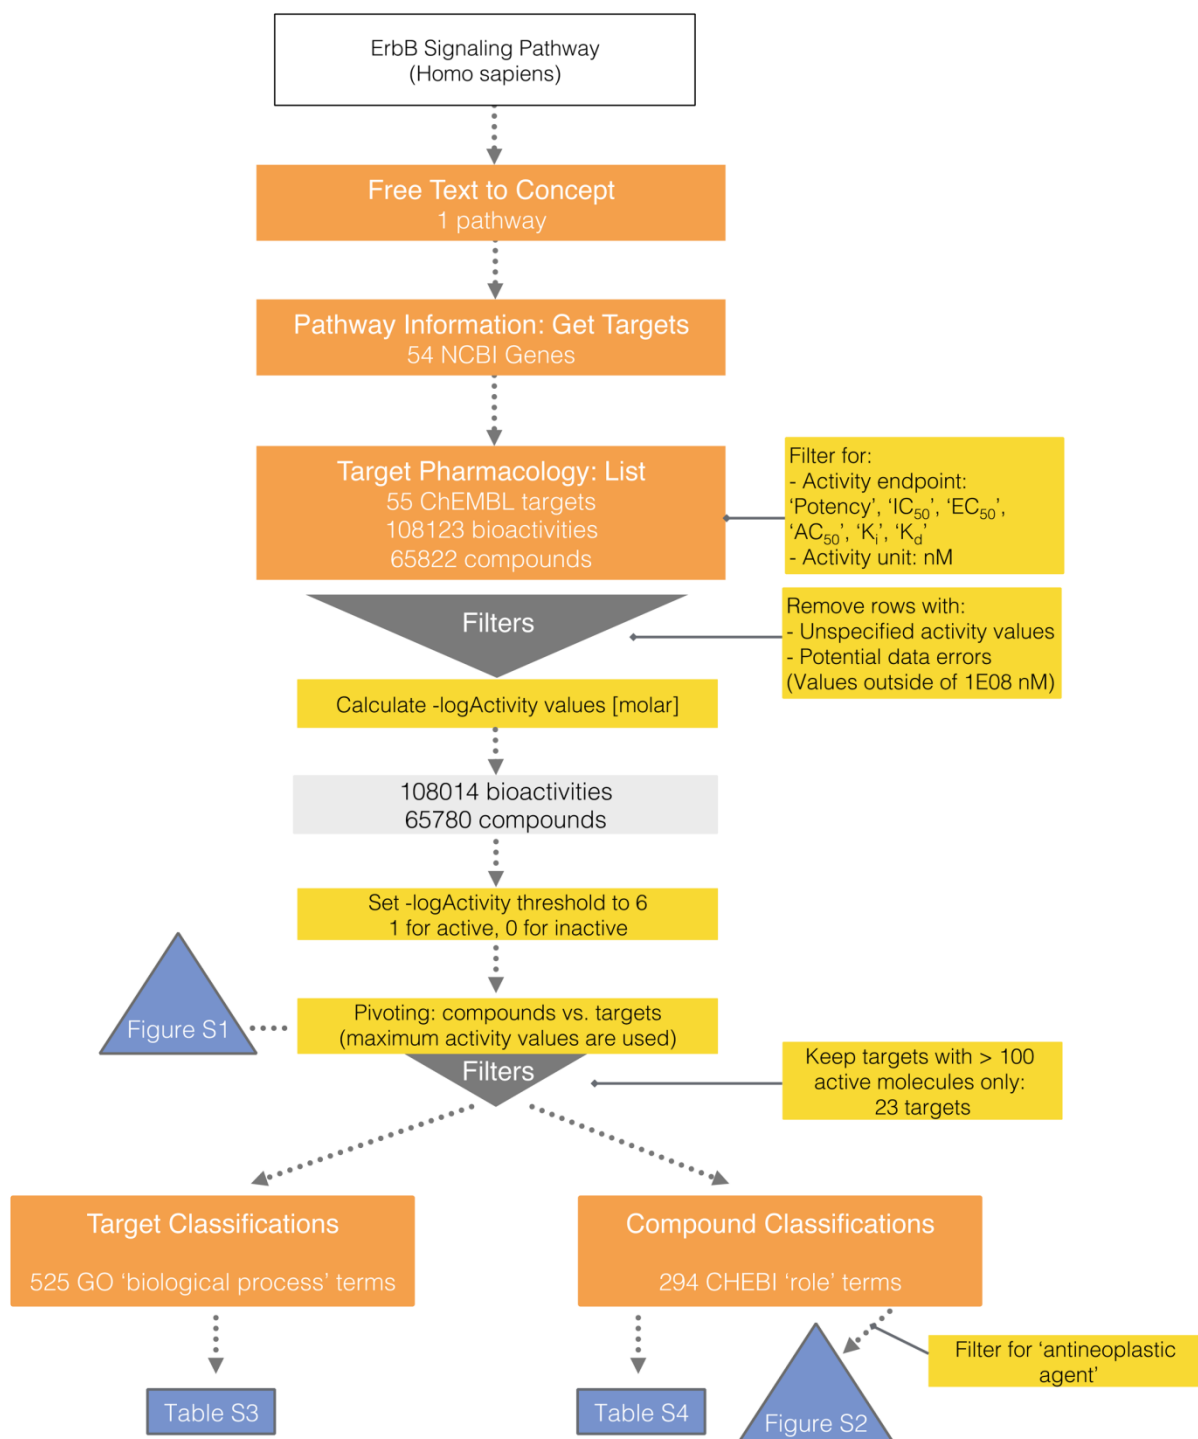 ErbB Signaling Pathway
(Homo sapiens)
Free Text to Concept
1 pathway
Pathway Information: Get Targets
54 NCBI Genes
Target Pharmacology: List
55 ChEMBL targets
108123 bioactivities
65822 compounds
Filter for:
- Activity endpoint:
‘Potency’, ‘IC₅₀’, ‘EC₅₀’,
‘AC₅₀’, ‘Kᵢ’, ‘K_d’
- Activity unit: nM
Filters
Remove rows with:
- Unspecified activity values
- Potential data errors
(Values outside of 1E08 nM)
Calculate -logActivity values [molar]
108014 bioactivities
65780 compounds
Set -logActivity threshold to 6
1 for active, 0 for inactive
Figure S1
Pivoting: compounds vs. targets
(maximum activity values are used)
Filters
Keep targets with > 100
active molecules only:
23 targets
Target Classifications
525 GO ‘biological process’ terms
Compound Classifications
294 CHEBI ‘role’ terms
Filter for ‘antineoplastic
agent’
Table S3
Table S4
Figure S2